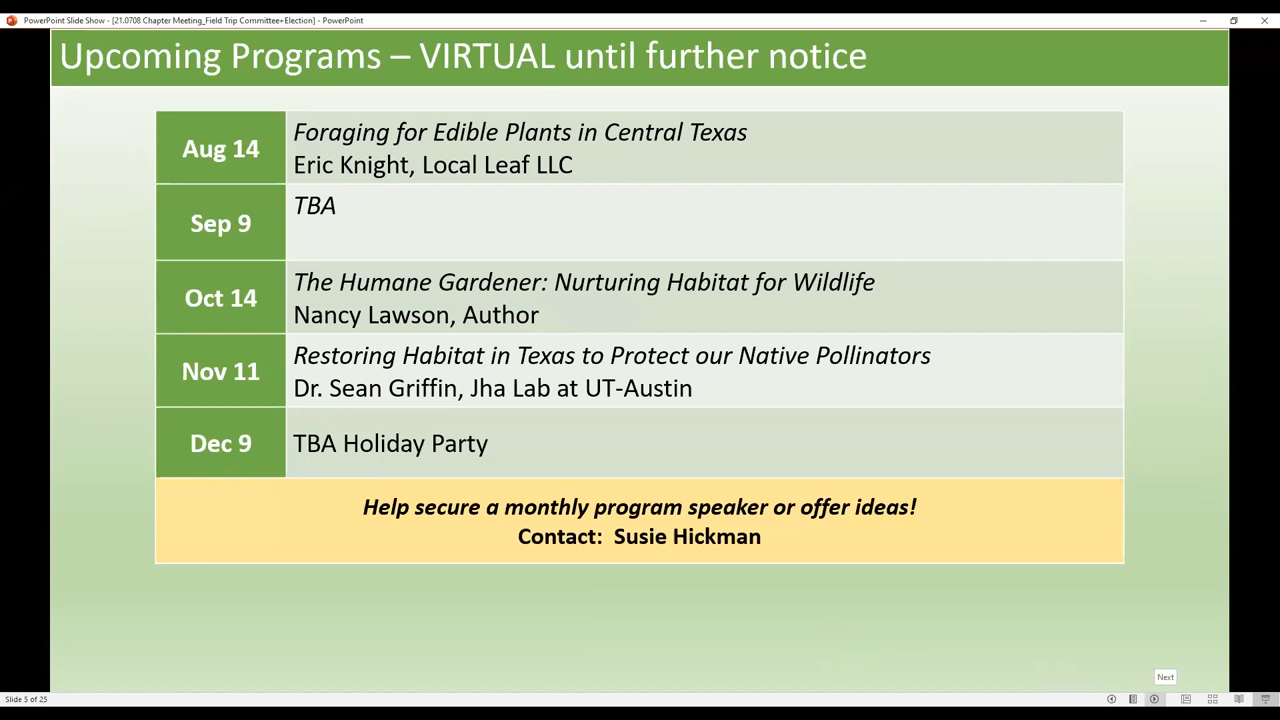 PowerPoint Slide Show - [21.0708 Chapter Meeting_Field Trip Committee+Election] - PowerPoint
Upcoming Programs – VIRTUAL until further notice
Aug 14
Foraging for Edible Plants in Central Texas
Eric Knight, Local Leaf LLC
Sep 9
TBA
Oct 14
The Humane Gardener: Nurturing Habitat for Wildlife
Nancy Lawson, Author
Nov 11
Restoring Habitat in Texas to Protect our Native Pollinators
Dr. Sean Griffin, Jha Lab at UT-Austin
Dec 9
TBA Holiday Party
Help secure a monthly program speaker or offer ideas!
Contact:  Susie Hickman
Next
Slide 5 of 25